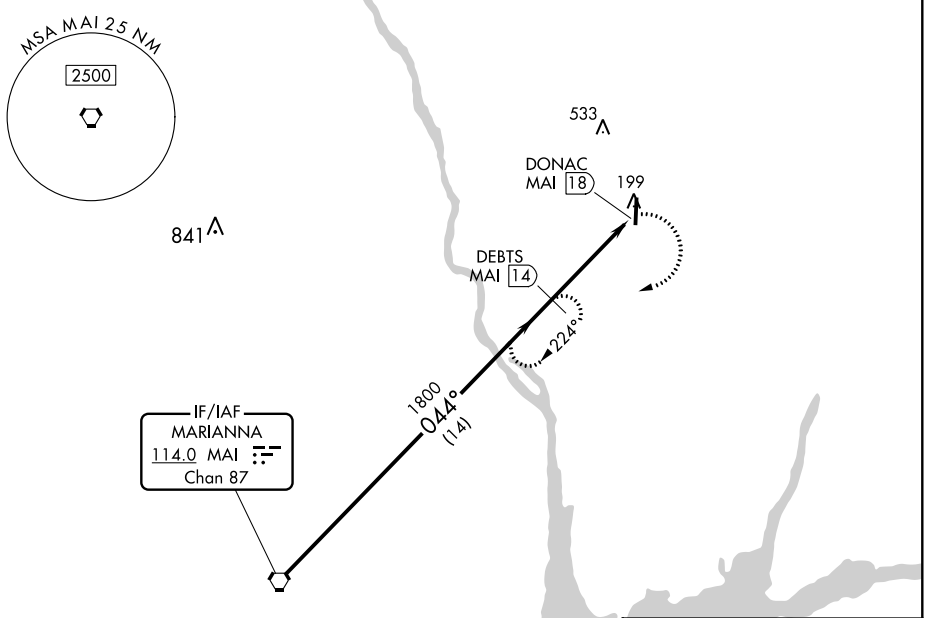 MSA MAI 25 NM
2500
533
DONAC
MAI 18
199
841
DEBTS
MAI 14
224°
1800
044°
(14)
IF/IAF
MARIANNA
114.0 MAI
Chan 87